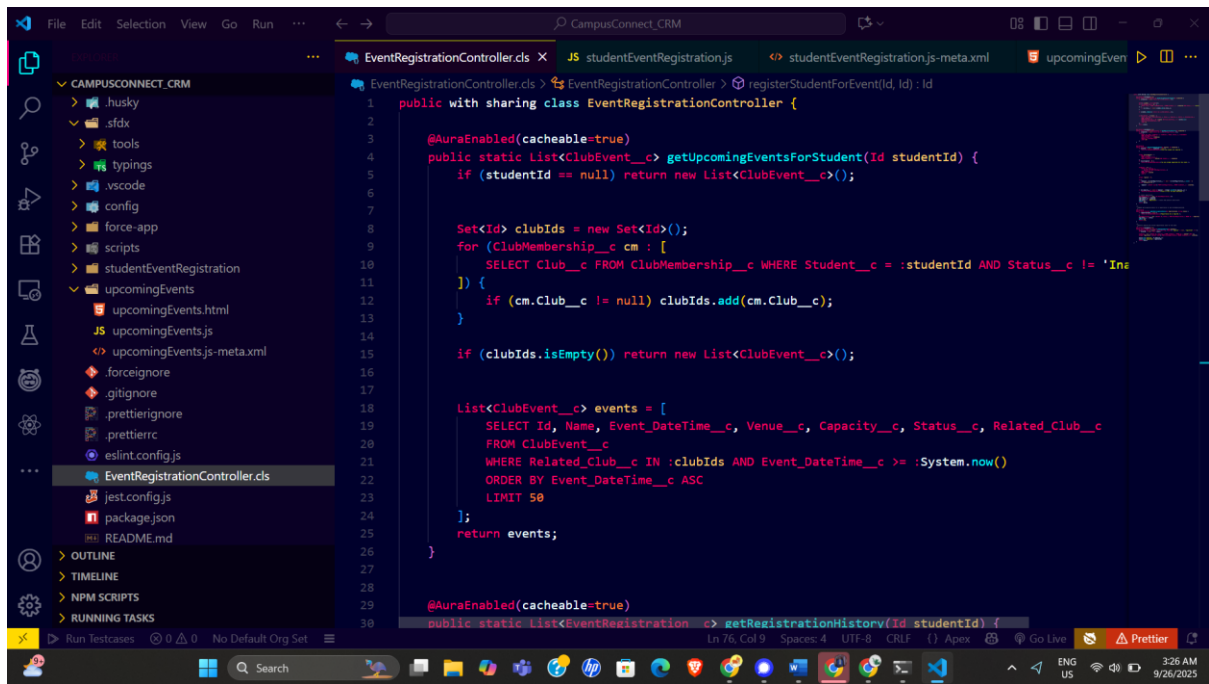 File Edit Selection View Go Run ··· CampusConnect_CRM
EventRegistrationController.cls JS studentEventRegistration.js studentEventRegistration.js-meta.xml upcomingEven
EventRegistrationController.cls > EventRegistrationController > registerStudentForEvent(Id, Id) : Id
CAMPUSCONNECT_CRM
.husky
.sfdx
tools
typings
.vscode
config
force-app
scripts
studentEventRegistration
upcomingEvents
upcomingEvents.html
JS upcomingEvents.js
upcomingEvents.js-meta.xml
.forceignore
.gitignore
.prettierignore
.prettierrc
eslint.config.js
EventRegistrationController.cls
jest.config.js
package.json
README.md
OUTLINE
TIMELINE
NPM SCRIPTS
RUNNING TASKS
1 public with sharing class EventRegistrationController {
2
3 @AuraEnabled(cacheable=true)
4 public static List<ClubEvent__c> getUpcomingEventsForStudent(Id studentId) {
5 if (studentId == null) return new List<ClubEvent__c>();
6
7
8 Set<Id> clubIds = new Set<Id>();
9 for (ClubMembership__c cm : [
10 SELECT Club__c FROM ClubMembership__c WHERE Student__c = :studentId AND Status__c != 'Ina
11 ]) {
12 if (cm.Club__c != null) clubIds.add(cm.Club__c);
13 }
14
15 if (clubIds.isEmpty()) return new List<ClubEvent__c>();
16
17
18 List<ClubEvent__c> events = [
19 SELECT Id, Name, Event_DateTime__c, Venue__c, Capacity__c, Status__c, Related_Club__c
20 FROM ClubEvent__c
21 WHERE Related_Club__c IN :clubIds AND Event_DateTime__c >= :System.now()
22 ORDER BY Event_DateTime__c ASC
23 LIMIT 50
24 ];
25 return events;
26 }
27
28
29 @AuraEnabled(cacheable=true)
30 public static List<EventRegistration__c> getRegistrationHistory(Id studentId) {
Run Testcases 0 0 No Default Org Set Ln 76, Col 9 Spaces: 4 UTF-8 CRLF {} Apex Go Live Prettier
9+ Search ENG US 3:26 AM 9/26/2025